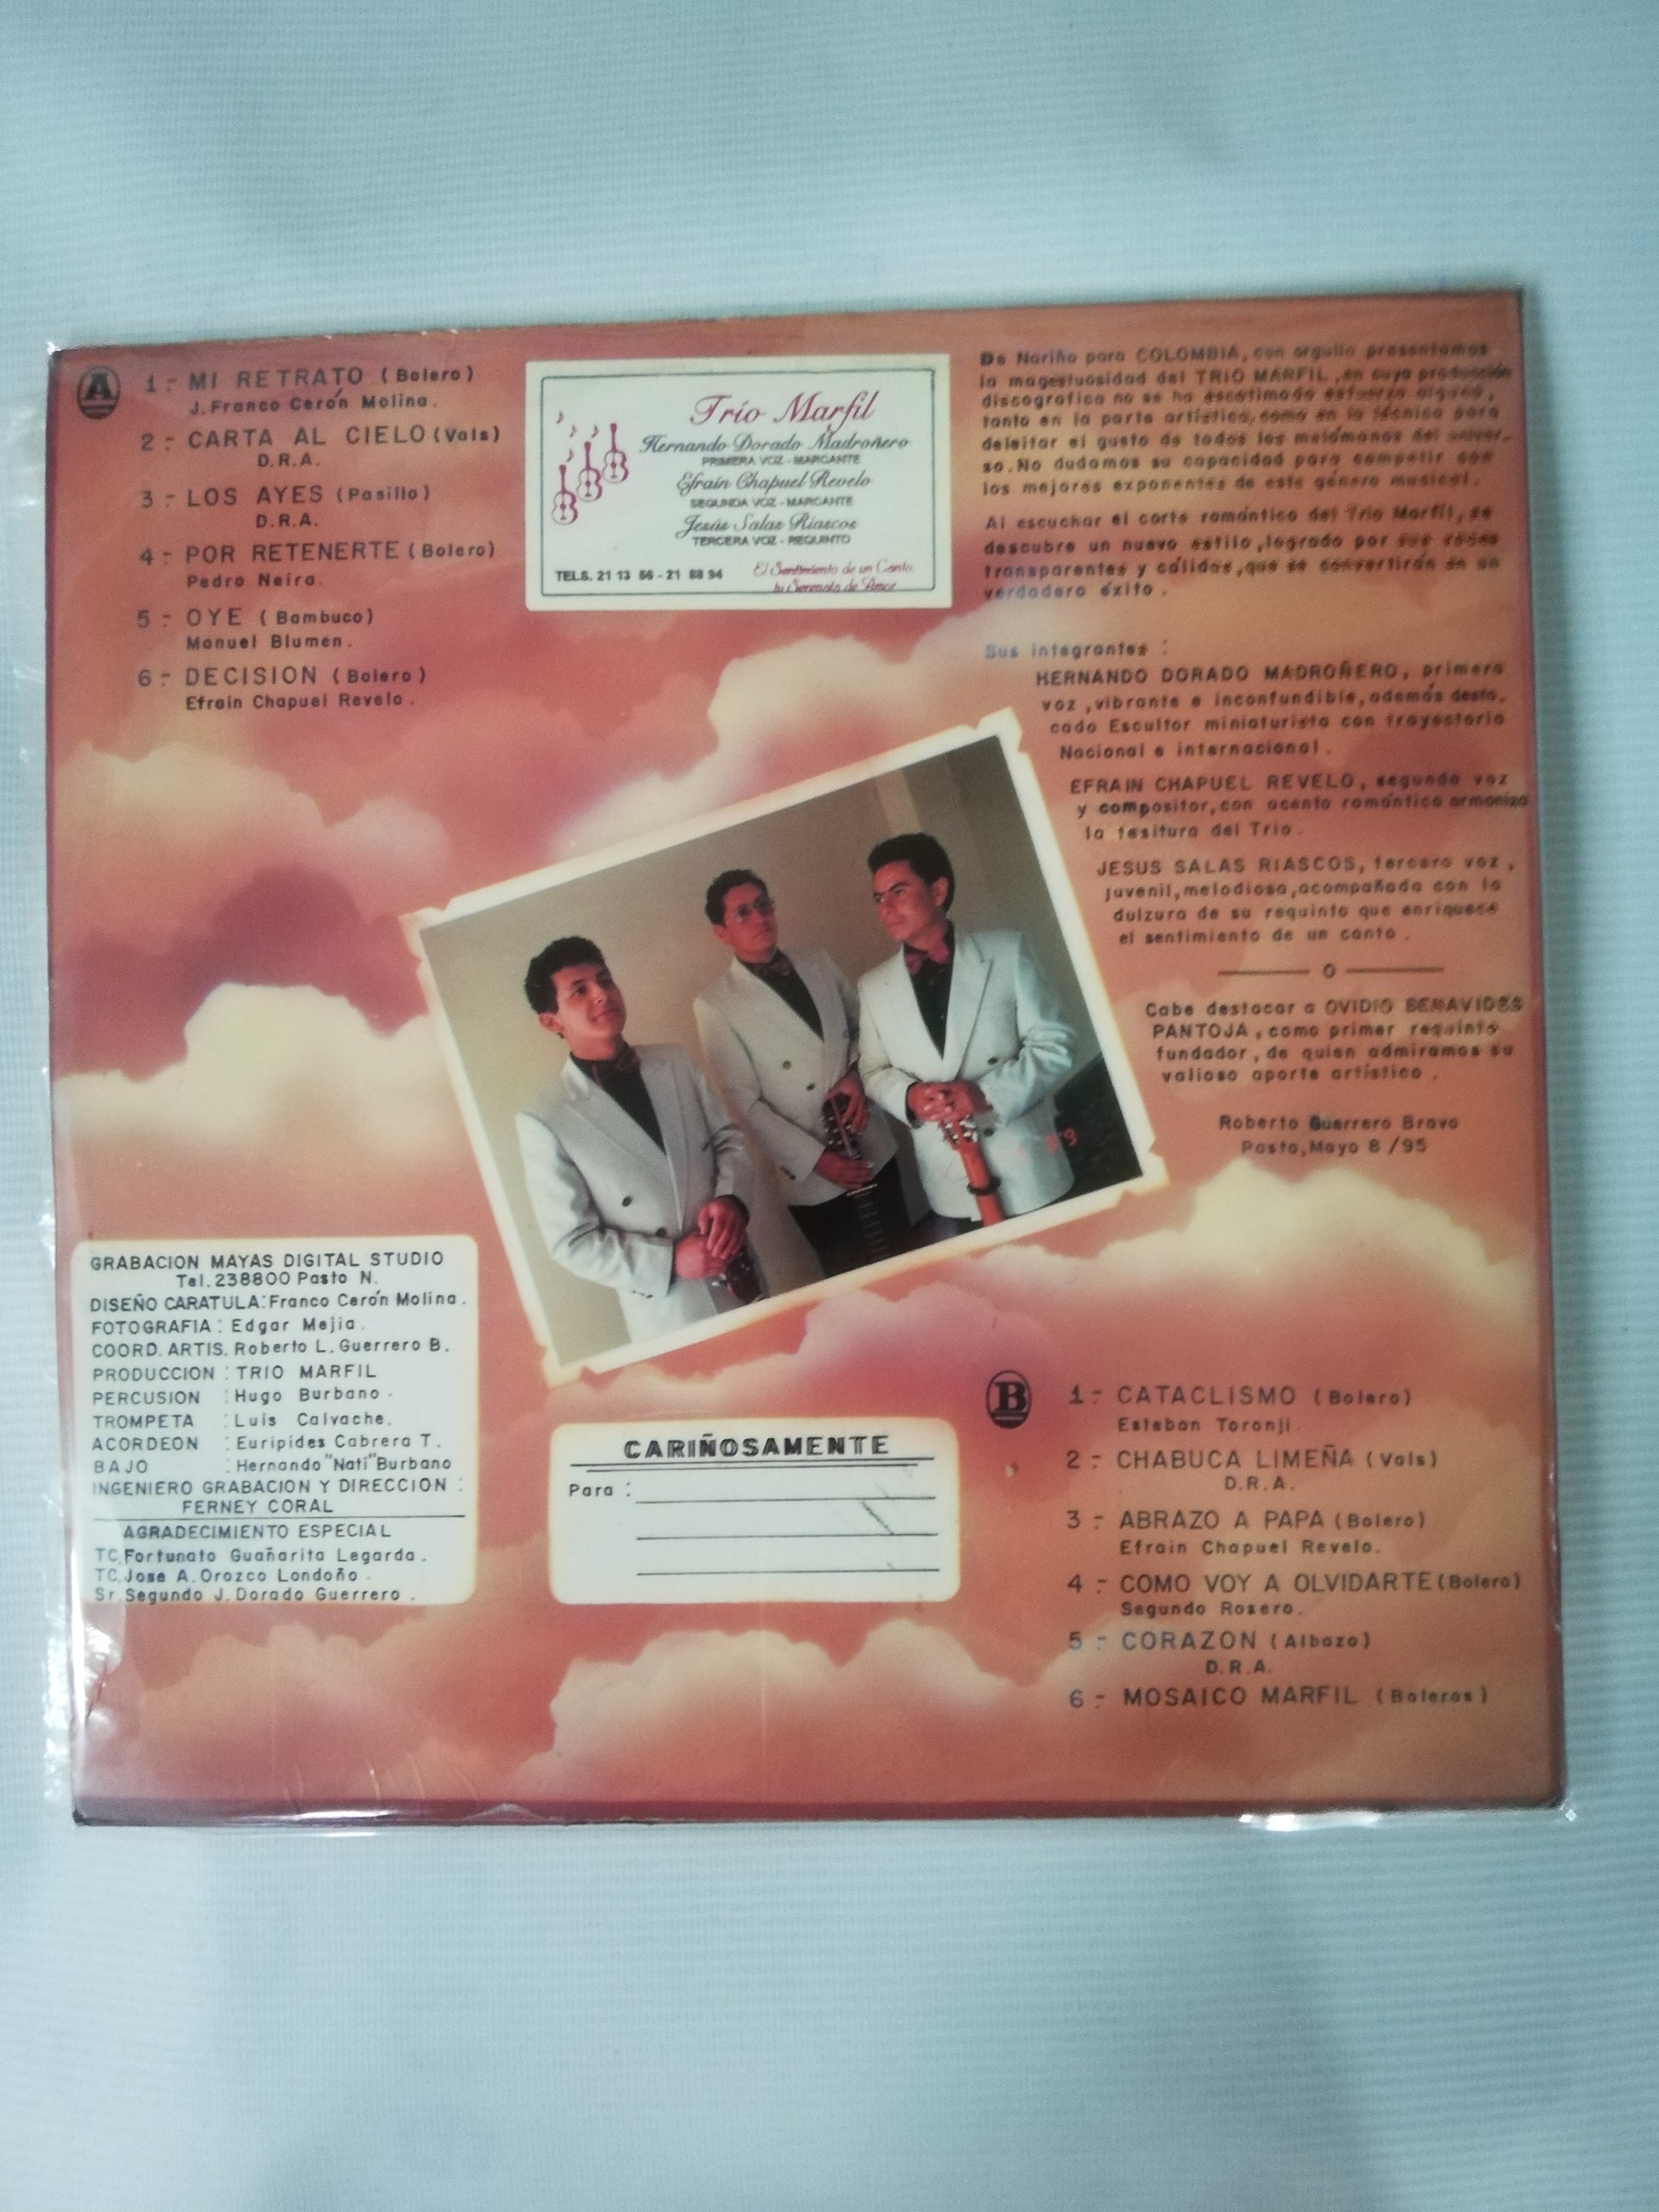 A
1 - MI RETRATO (Bolero)
J. Franco Cerón Molina.
2 - CARTA AL CIELO (Vals)
D.R.A.
3 - LOS AYES (Pasillo)
D.R.A.
4 - POR RETENERTE (Bolero)
Pedro Neira.
5 - OYE (Bambuco)
Manuel Blumen.
6 - DECISION (Bolero)
Efrain Chapuel Revelo.
Trío Marfil
Hernando Dorado Madroñero
PRIMERA VOZ - MARCANTE
Efraín Chapuel Revelo
SEGUNDA VOZ - MARCANTE
Jesús Salas Riascos
TERCERA VOZ - REQUINTO
TELS. 21 13 56 - 21 88 94
El Sentimiento de un Canto.
tu Serenata de Amor
De Nariño para COLOMBIA, con orgullo presentamos
la magestuosidad del TRIO MARFIL, en cuya producción
discografica no se ha escatimado esfuerzo alguno,
tanto en la parte artística, como en la técnica para
deleitar el gusto de todos los melómanos del univer-
so. No dudamos su capacidad para competir con
los mejores exponentes de este género musical.
Al escuchar el corte romántico del Trio Marfil, se
descubre un nuevo estilo, logrado por sus voces
transparentes y cálidas, que se convertirán en un
verdadero éxito.
Sus integrantes :
HERNANDO DORADO MADROÑERO, primera
voz, vibrante e inconfundible, además desta-
cado Escultor miniaturista con trayectoria
Nacional e internacional.
EFRAIN CHAPUEL REVELO, segunda voz
y compositor, con acento romántico armoniza
la tesitura del Trio.
JESUS SALAS RIASCOS, tercera voz,
juvenil, melodiosa, acompañada con la
dulzura de su requinto que enriquece
el sentimiento de un canto.
O
Cabe destacar a OVIDIO BENAVIDES
PANTOJA, como primer requinto
fundador, de quien admiramos su
valioso aporte artístico.
Roberto Guerrero Bravo
Pasto, Mayo 8/95
GRABACION MAYAS DIGITAL STUDIO
Tel. 238800 Pasto N.
DISEÑO CARATULA: Franco Cerón Molina.
FOTOGRAFIA : Edgar Mejia.
COORD. ARTIS. Roberto L. Guerrero B.
PRODUCCION : TRIO MARFIL
PERCUSION : Hugo Burbano.
TROMPETA : Luis Calvache.
ACORDEON : Euripides Cabrera T.
BAJO : Hernando "Nati" Burbano
INGENIERO GRABACION Y DIRECCION :
FERNEY CORAL
AGRADECIMIENTO ESPECIAL
TC. Fortunato Guañarita Legarda.
TC. Jose A. Orozco Londoño.
Sr. Segundo J. Dorado Guerrero.
CARIÑOSAMENTE
Para :
B
1 - CATACLISMO (Bolero)
Esteban Toronji.
2 - CHABUCA LIMEÑA (Vals)
D.R.A.
3 - ABRAZO A PAPA (Bolero)
Efrain Chapuel Revelo.
4 - COMO VOY A OLVIDARTE (Bolero)
Segundo Rosero.
5 - CORAZON (Albazo)
D.R.A.
6 - MOSAICO MARFIL (Boleros)